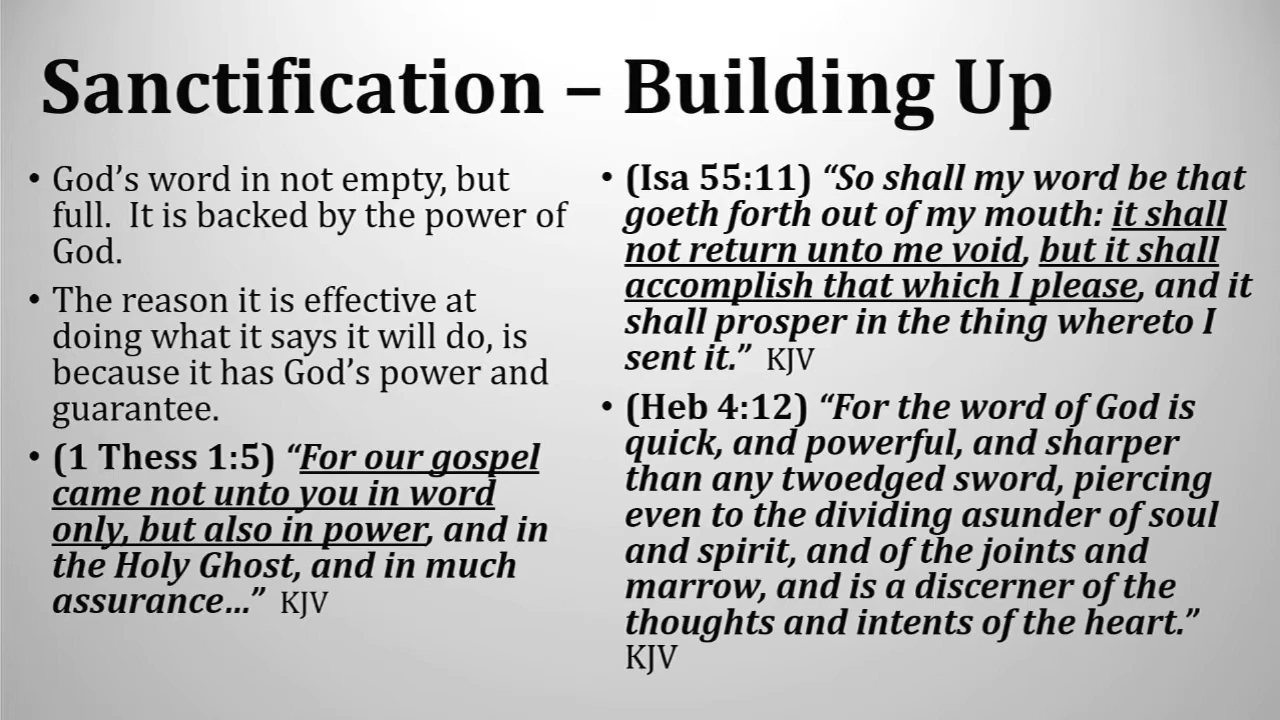 Sanctification – Building Up
• God’s word in not empty, but
full.  It is backed by the power of
God.
• The reason it is effective at
doing what it says it will do, is
because it has God’s power and
guarantee.
• (1 Thess 1:5) “For our gospel
came not unto you in word
only, but also in power, and in
the Holy Ghost, and in much
assurance…”  KJV
• (Isa 55:11) “So shall my word be that
goeth forth out of my mouth: it shall
not return unto me void, but it shall
accomplish that which I please, and it
shall prosper in the thing whereto I
sent it.”  KJV
• (Heb 4:12) “For the word of God is
quick, and powerful, and sharper
than any twoedged sword, piercing
even to the dividing asunder of soul
and spirit, and of the joints and
marrow, and is a discerner of the
thoughts and intents of the heart.”
KJV